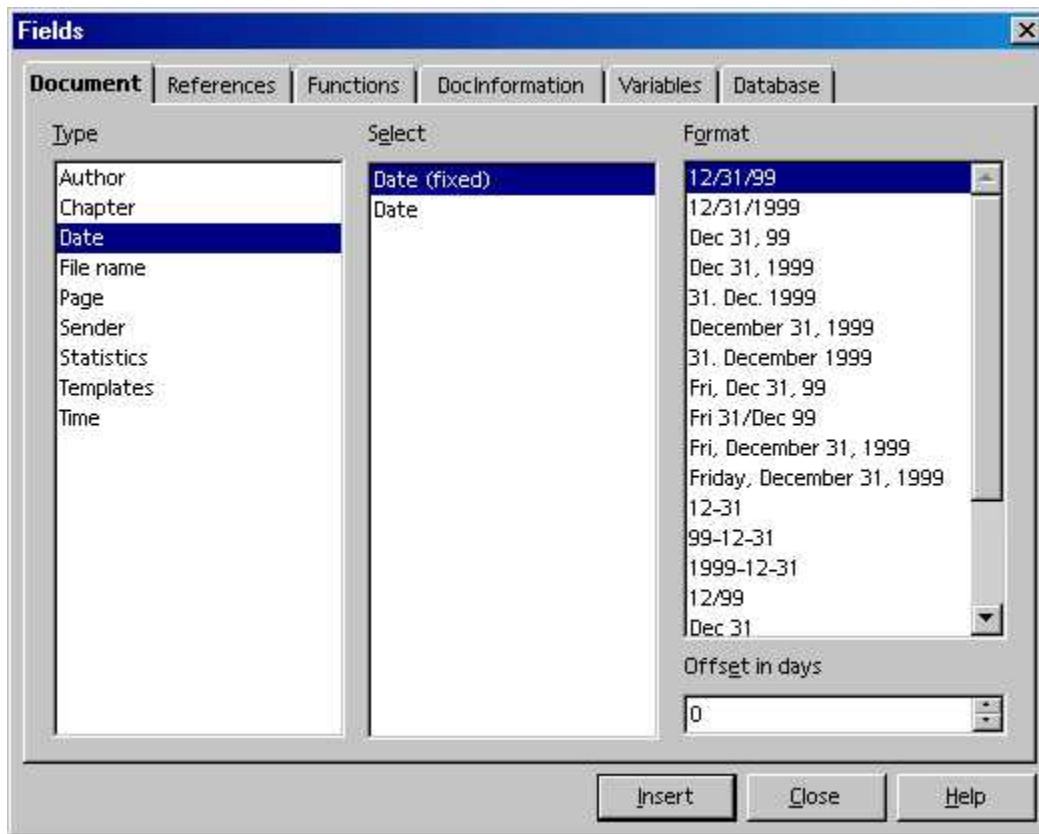 Fields
Document References Functions DocInformation Variables Database
Type
Author
Chapter
Date
File name
Page
Sender
Statistics
Templates
Time
Select
Date (fixed)
Date
Format
12/31/99
12/31/1999
Dec 31, 99
Dec 31, 1999
31. Dec. 1999
December 31, 1999
31. December 1999
Fri, Dec 31, 99
Fri 31/Dec 99
Fri, December 31, 1999
Friday, December 31, 1999
12-31
99-12-31
1999-12-31
12/99
Dec 31
Offset in days
0
Insert Close Help